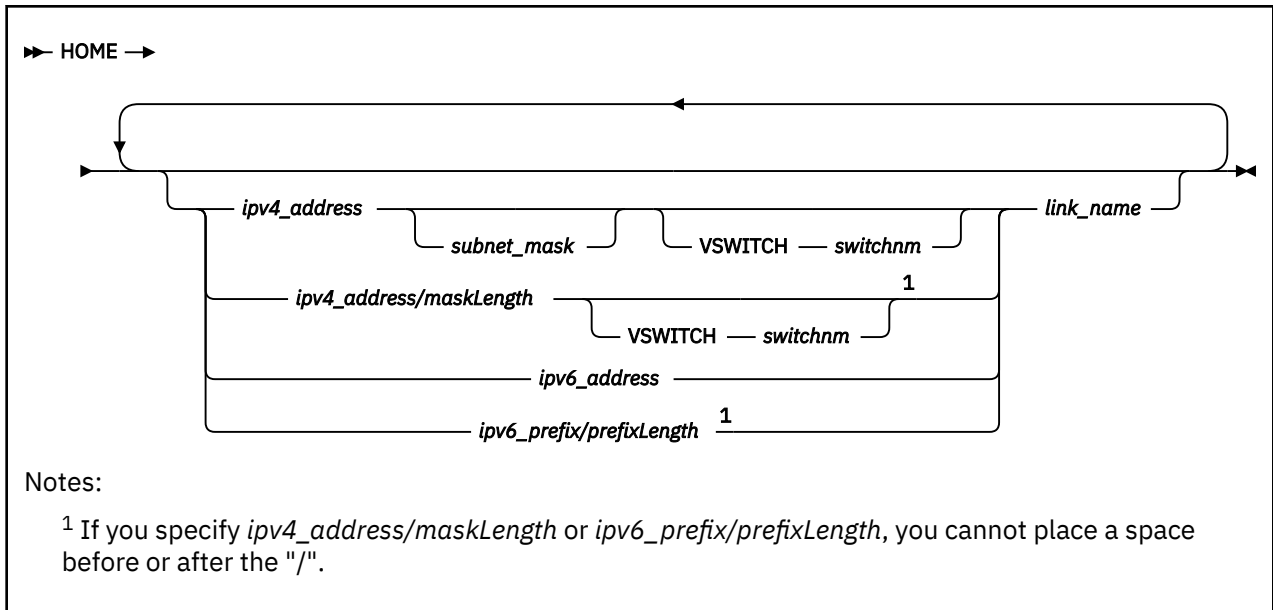 HOME
ipv4_address link_name
subnet_mask VSWITCH — switchnm
ipv4_address/maskLength 1
VSWITCH — switchnm
ipv6_address
ipv6_prefix/prefixLength 1
Notes:
1 If you specify ipv4_address/maskLength or ipv6_prefix/prefixLength, you cannot place a space
before or after the "/".